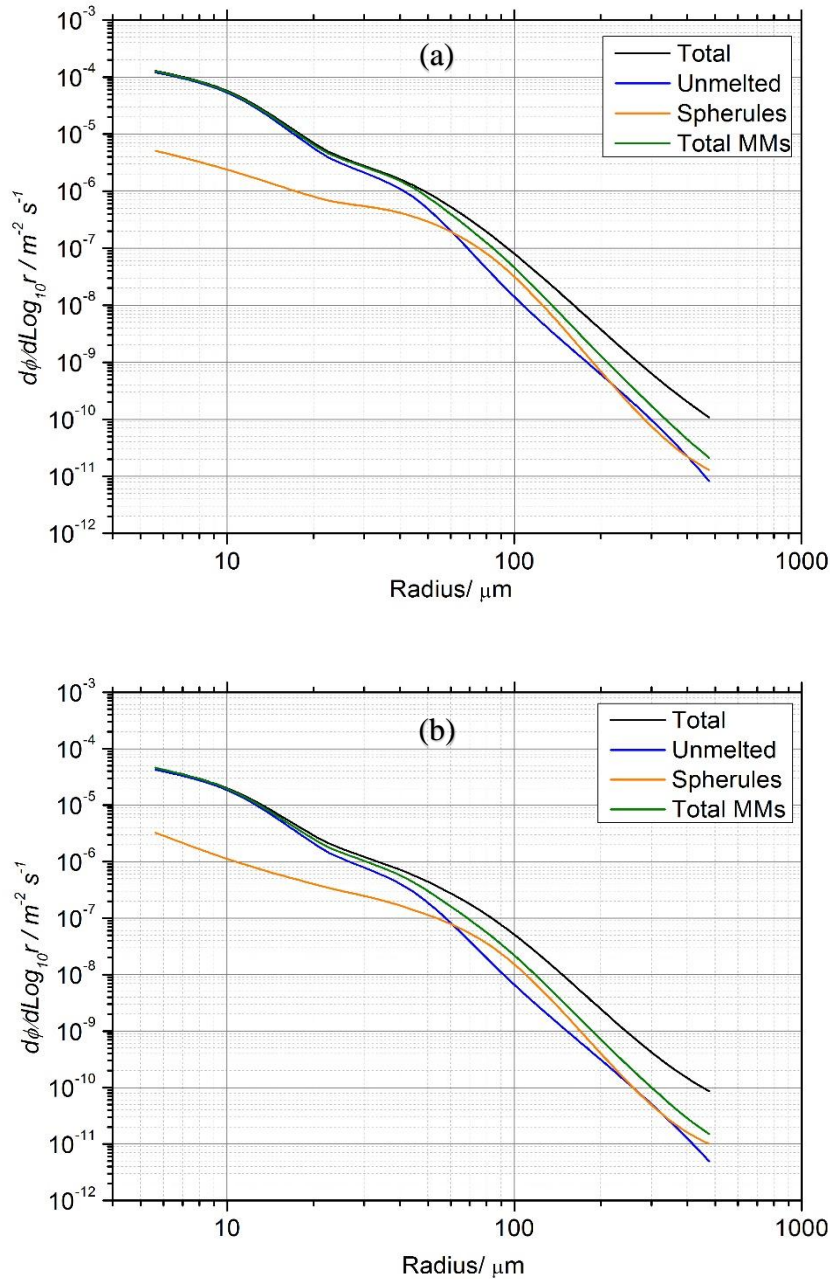 (a)
Total
Unmelted
Spherules
Total MMs
10⁻³
10⁻⁴
10⁻⁵
10⁻⁶
10⁻⁷
10⁻⁸
10⁻⁹
10⁻¹⁰
10⁻¹¹
10⁻¹²
dϕ/dLog₁₀r / m⁻² s⁻¹
10 100 1000
Radius/ μm
(b)
Total
Unmelted
Spherules
Total MMs
10⁻³
10⁻⁴
10⁻⁵
10⁻⁶
10⁻⁷
10⁻⁸
10⁻⁹
10⁻¹⁰
10⁻¹¹
10⁻¹²
dϕ/dLog₁₀r / m⁻² s⁻¹
10 100 1000
Radius/ μm